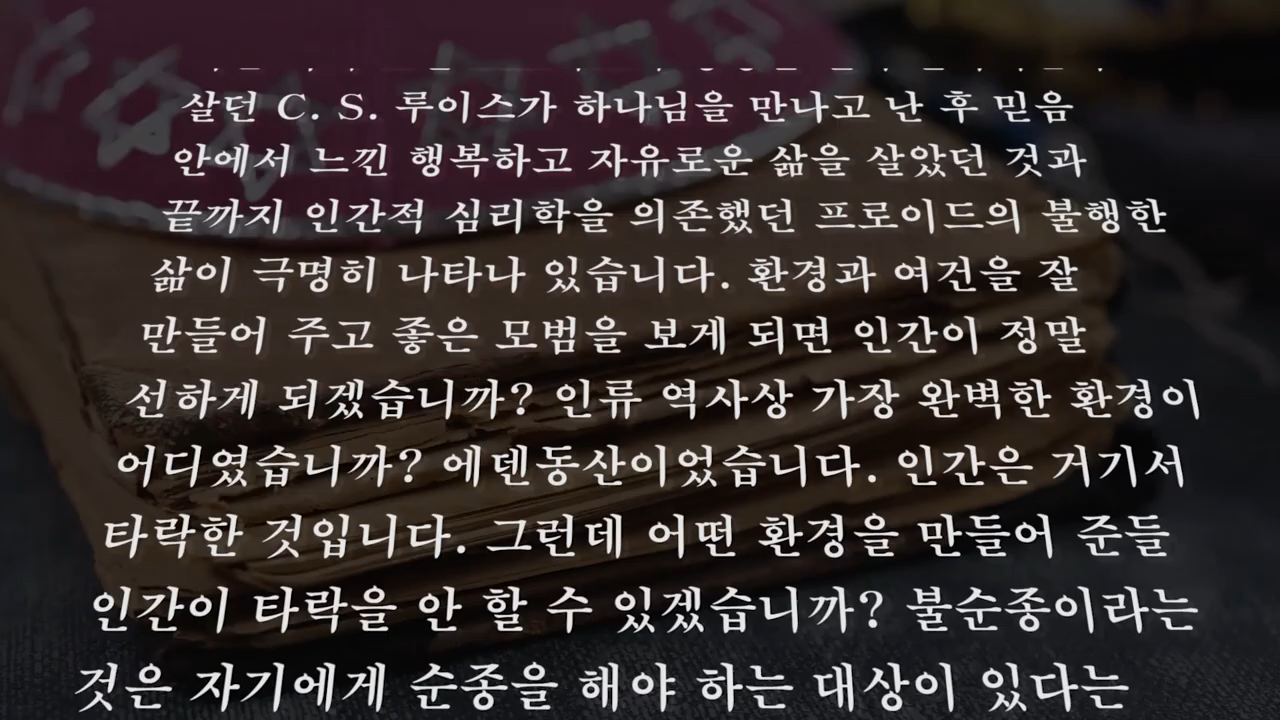 살던 C. S. 루이스가 하나님을 만나고 난 후 믿음
안에서 느낀 행복하고 자유로운 삶을 살았던 것과
끝까지 인간적 심리학을 의존했던 프로이드의 불행한
삶이 극명히 나타나 있습니다. 환경과 여건을 잘
만들어 주고 좋은 모범을 보게 되면 인간이 정말
선하게 되겠습니까? 인류 역사상 가장 완벽한 환경이
어디였습니까? 에덴동산이었습니다. 인간은 거기서
타락한 것입니다. 그런데 어떤 환경을 만들어 준들
인간이 타락을 안 할 수 있겠습니까? 불순종이라는
것은 자기에게 순종을 해야 하는 대상이 있다는